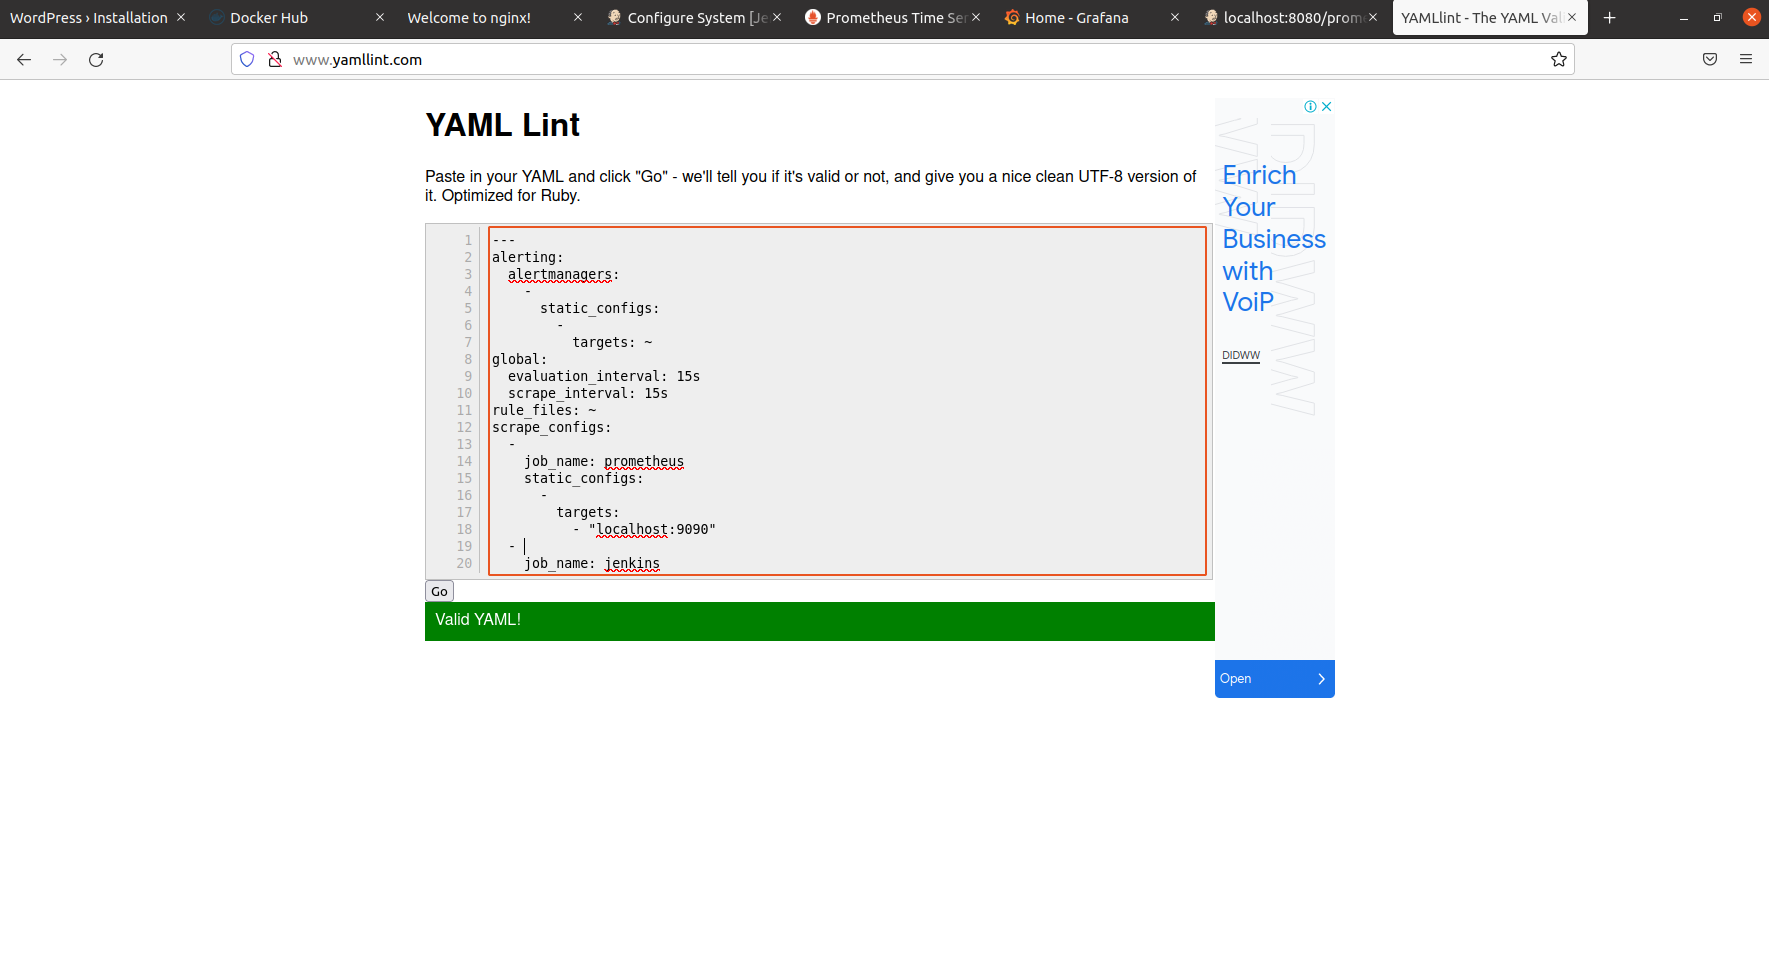 WordPress › Installation
Docker Hub
Welcome to nginx!
Configure System [Je
Prometheus Time Ser
Home - Grafana
localhost:8080/prom
YAMLlint - The YAML Val
www.yamllint.com
YAML Lint
Paste in your YAML and click "Go" - we'll tell you if it's valid or not, and give you a nice clean UTF-8 version of
it. Optimized for Ruby.
1 ---
2 alerting:
3 alertmanagers:
4 -
5 static_configs:
6 -
7 targets: ~
8 global:
9 evaluation_interval: 15s
10 scrape_interval: 15s
11 rule_files: ~
12 scrape_configs:
13 -
14 job_name: prometheus
15 static_configs:
16 -
17 targets:
18 - "localhost:9090"
19 -
20 job_name: jenkins
Go
Valid YAML!
Enrich
Your
Business
with
VoiP
DIDWW
Open